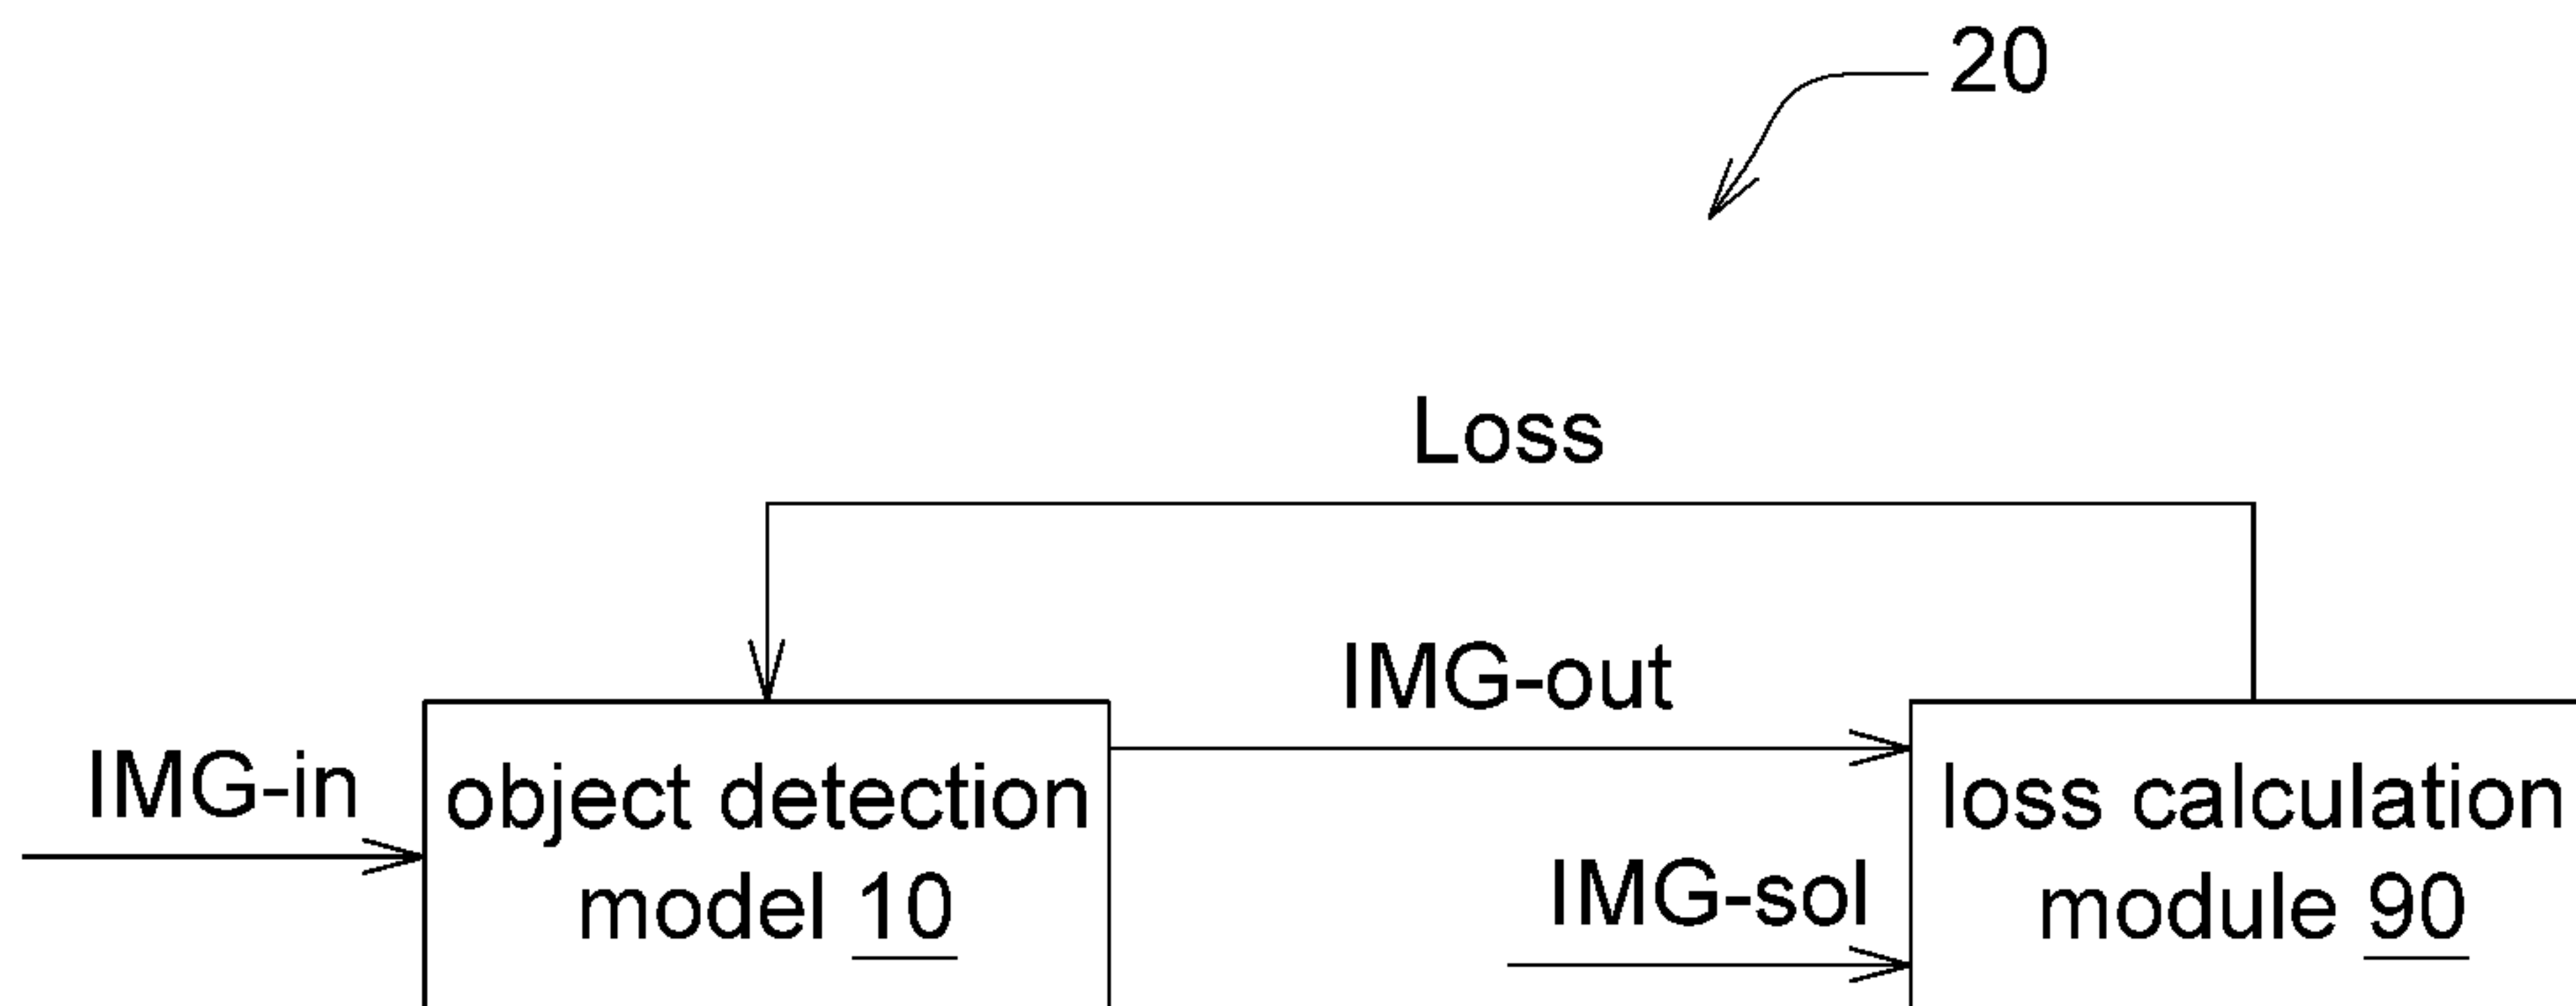 20
Loss
IMG-out
IMG-in
object detection
model 10
loss calculation
module 90
IMG-sol